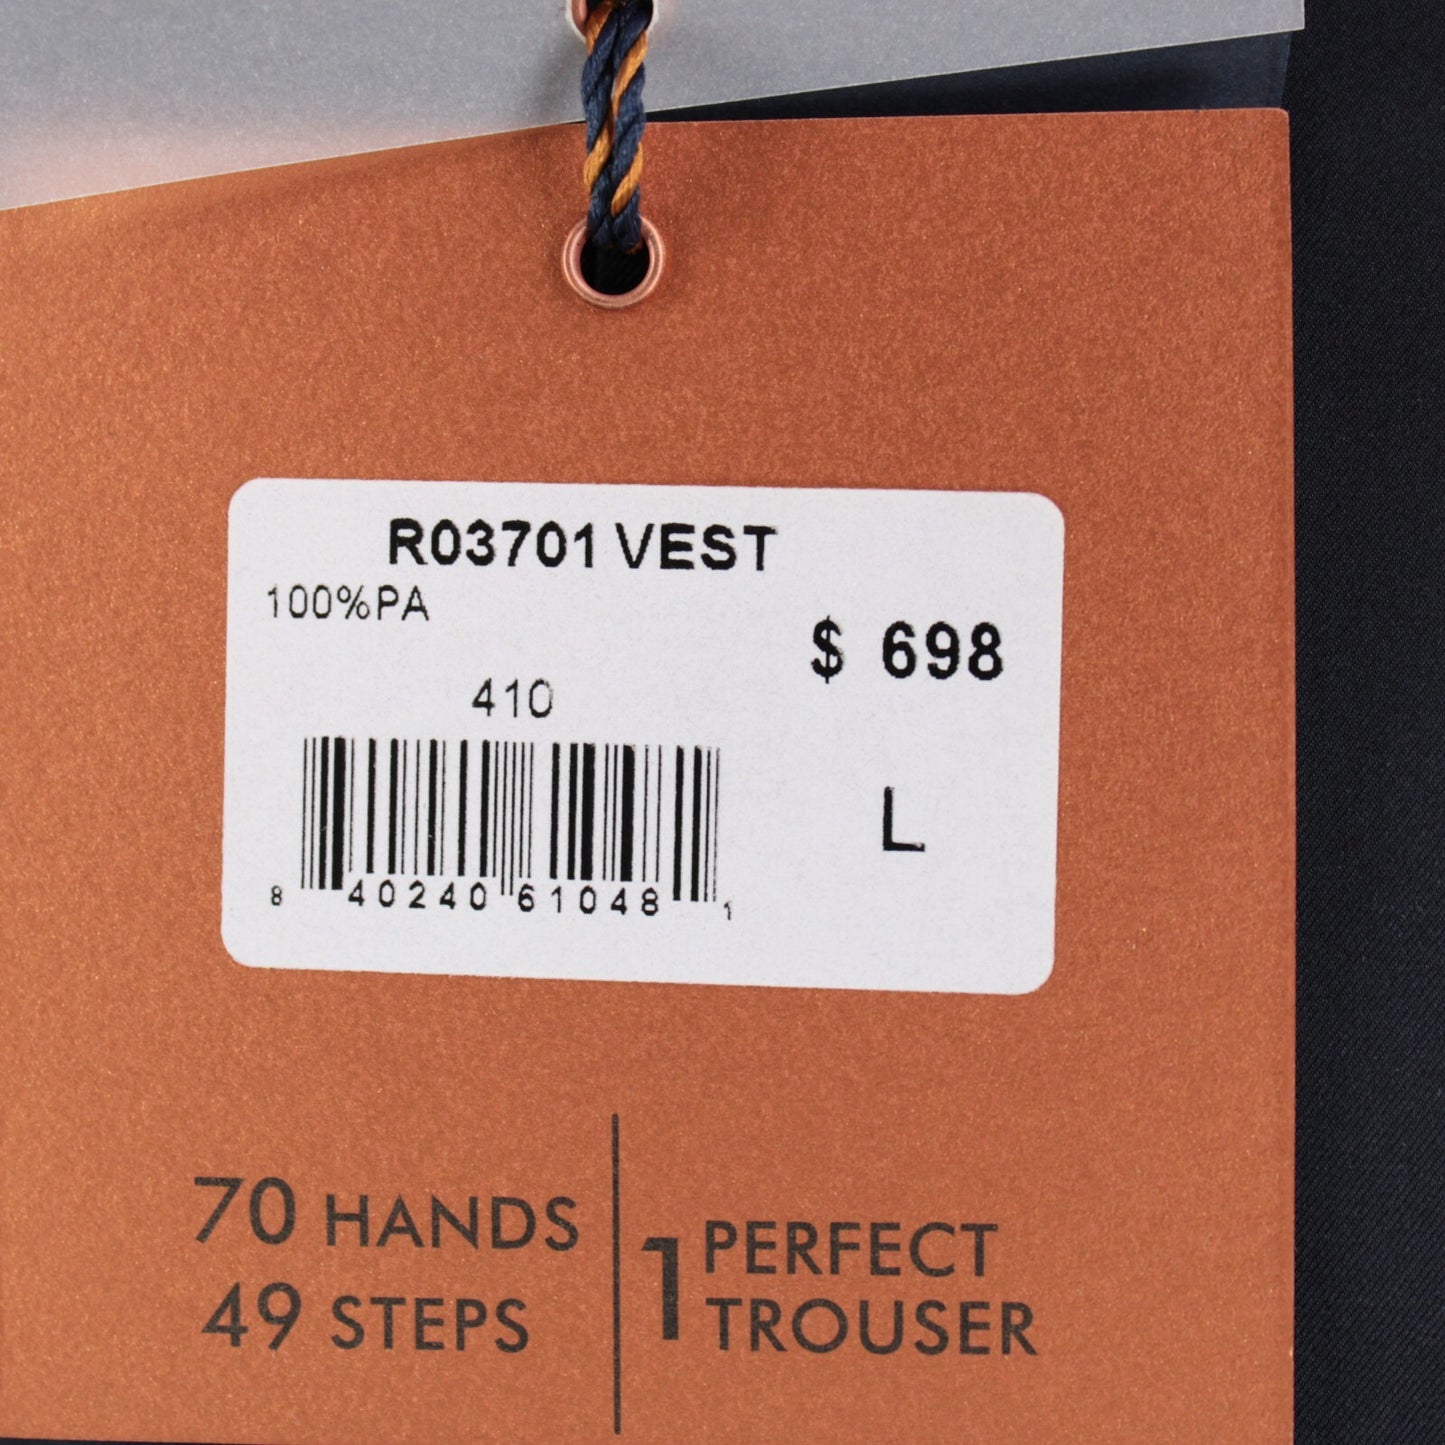 R03701 VEST
100%PA
$ 698
410
L
8 40240 61048 1
70 HANDS
49 STEPS
1 PERFECT
TROUSER